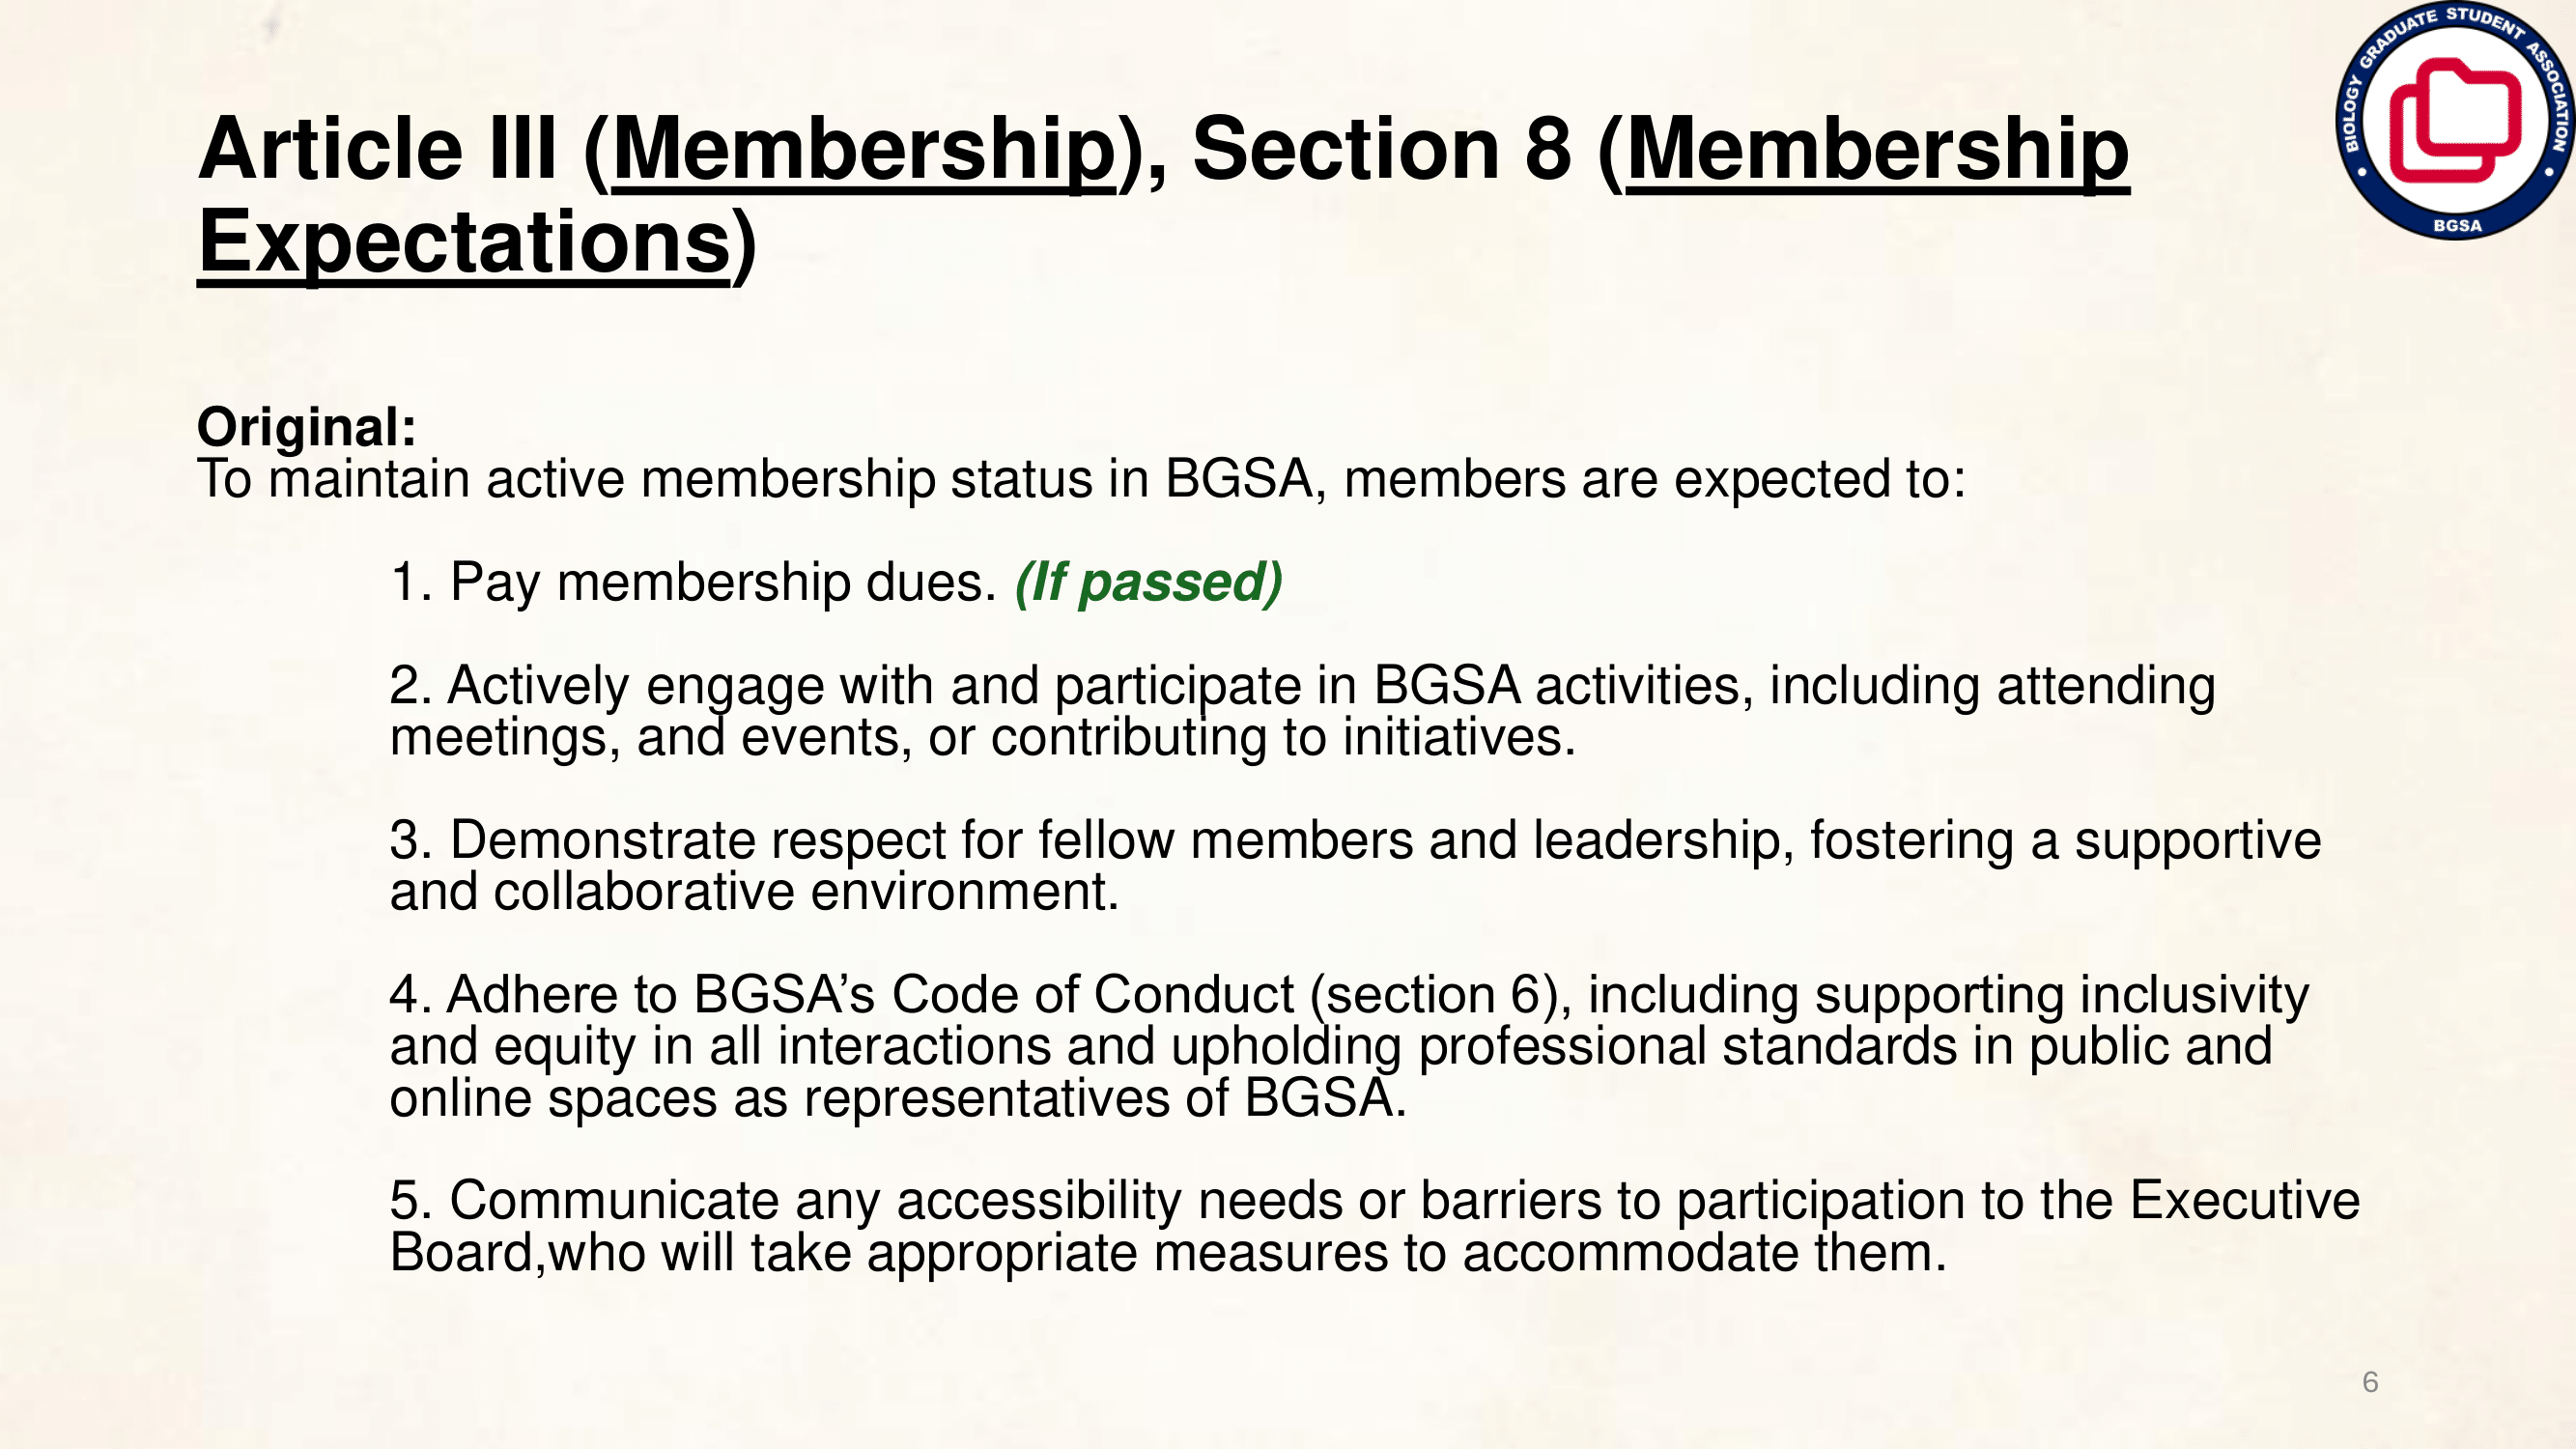 BIOLOGY GRADUATE STUDENT ASSOCIATION
BGSA
Article III (Membership), Section 8 (Membership
Expectations)
Original:
To maintain active membership status in BGSA, members are expected to:
1. Pay membership dues. (If passed)
2. Actively engage with and participate in BGSA activities, including attending
meetings, and events, or contributing to initiatives.
3. Demonstrate respect for fellow members and leadership, fostering a supportive
and collaborative environment.
4. Adhere to BGSA’s Code of Conduct (section 6), including supporting inclusivity
and equity in all interactions and upholding professional standards in public and
online spaces as representatives of BGSA.
5. Communicate any accessibility needs or barriers to participation to the Executive
Board,who will take appropriate measures to accommodate them.
6